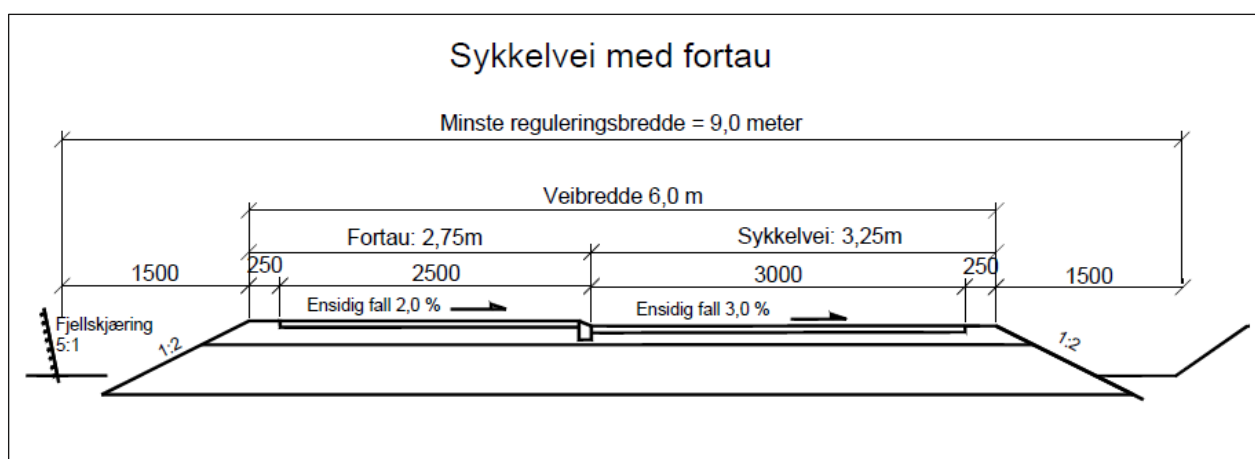 Sykkelvei med fortau
Minste reguleringsbredde = 9,0 meter
Veibredde 6,0 m
Fortau: 2,75m
Sykkelvei: 3,25m
1500
250
2500
3000
250
1500
Ensidig fall 2,0 %
Ensidig fall 3,0 %
Fjellskjæring
5:1
1:2
1:2